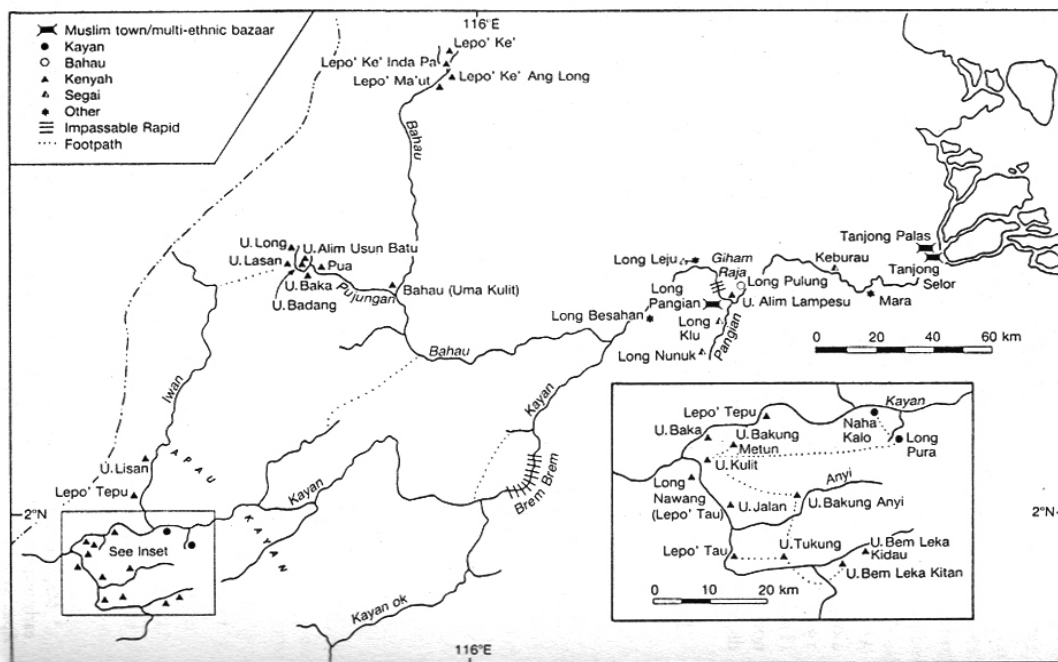 116°E
Muslim town/multi-ethnic bazaar
Kayan
Bahau
Kenyah
Segai
Other
Impassable Rapid
Footpath
Lepo' Ke'
Lepo' Ke' Inda Pa
Lepo' Ke' Ang Long
Lepo' Ma'ut
Bahau
U. Long
U. Alim Usun Batu
U. Lasan
Pua
U. Baka
U. Badang
Pujungan
Bahau (Uma Kulit)
Bahau
Long Leju
Giham
Raja
Long
Pangian
Long Besahan
Long
Klu
Long Nunuk
Pangian
Long Pulung
U. Alim Lampesu
Keburau
Mara
Tanjong Palas
Tanjong
Selor
0 20 40 60 km
Iwan
U. Lisan
Lepo' Tepu
APAU
KAYAN
Kayan
Kayan
Brem Brem
2°N
See Inset
Kayan ok
116°E
Lepo' Tepu
Kayan
U. Baka
U. Bakung
Metun
Naha
Kalo
Long
Pura
U. Kulit
Long
Nawang
(Lepo' Tau)
Anyi
U. Jalan
U. Bakung Anyi
Lepo' Tau
U. Tukung
U. Bem Leka
Kidau
U. Bem Leka Kitan
0 10 20 km
2°N